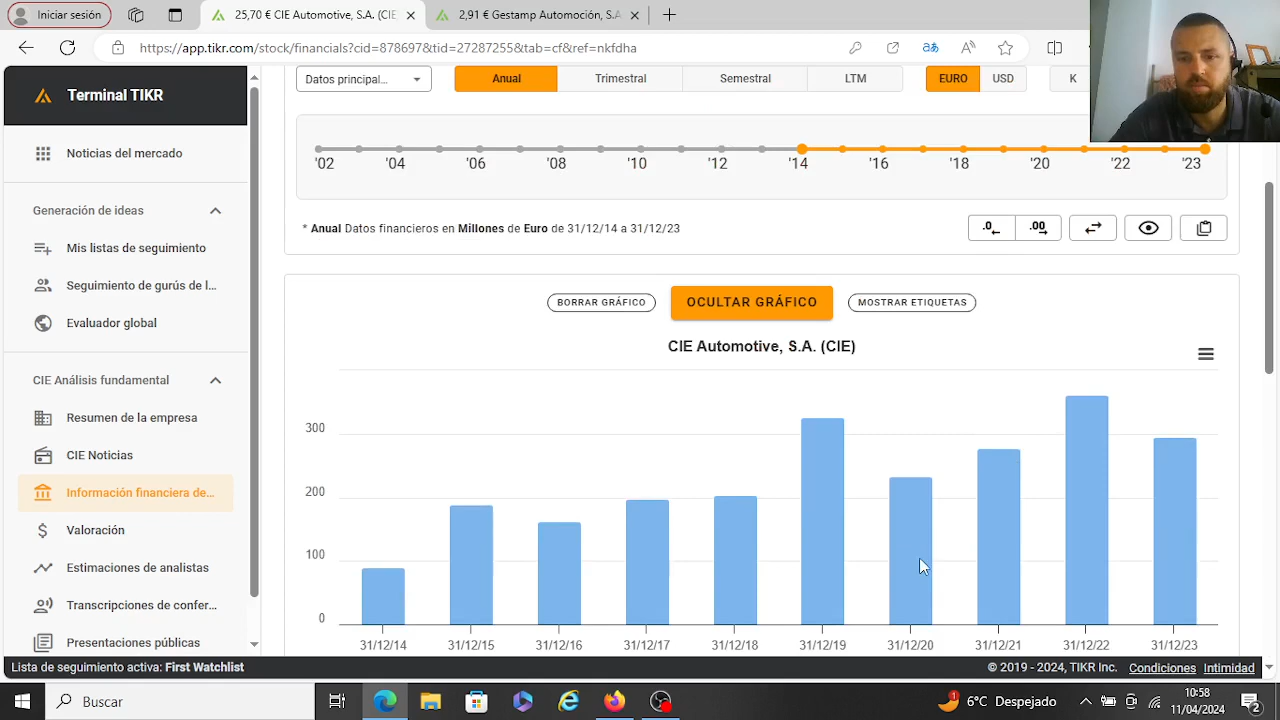 Iniciar sesión
25,70 € CIE Automotive, S.A. (CIE)
2,91 € Gestamp Automoción, S.A.
https://app.tikr.com/stock/financials?cid=878697&tid=27287255&tab=cf&ref=nkfdha
Terminal TIKR
Noticias del mercado
Generación de ideas
Mis listas de seguimiento
Seguimiento de gurús de l...
Evaluador global
CIE Análisis fundamental
Resumen de la empresa
CIE Noticias
Información financiera de...
Valoración
Estimaciones de analistas
Transcripciones de confer...
Presentaciones públicas
Datos principal...
Anual
Trimestral
Semestral
LTM
EURO
USD
K
'02
'04
'06
'08
'10
'12
'14
'16
'18
'20
'22
'23
* Anual Datos financieros en Millones de Euro de 31/12/14 a 31/12/23
.0
.00
BORRAR GRÁFICO
OCULTAR GRÁFICO
MOSTRAR ETIQUETAS
CIE Automotive, S.A. (CIE)
300
200
100
0
31/12/14
31/12/15
31/12/16
31/12/17
31/12/18
31/12/19
31/12/20
31/12/21
31/12/22
31/12/23
Lista de seguimiento activa: First Watchlist
© 2019 - 2024, TIKR Inc.
Condiciones
Intimidad
Buscar
1
6°C Despejado
10:58
11/04/2024
2